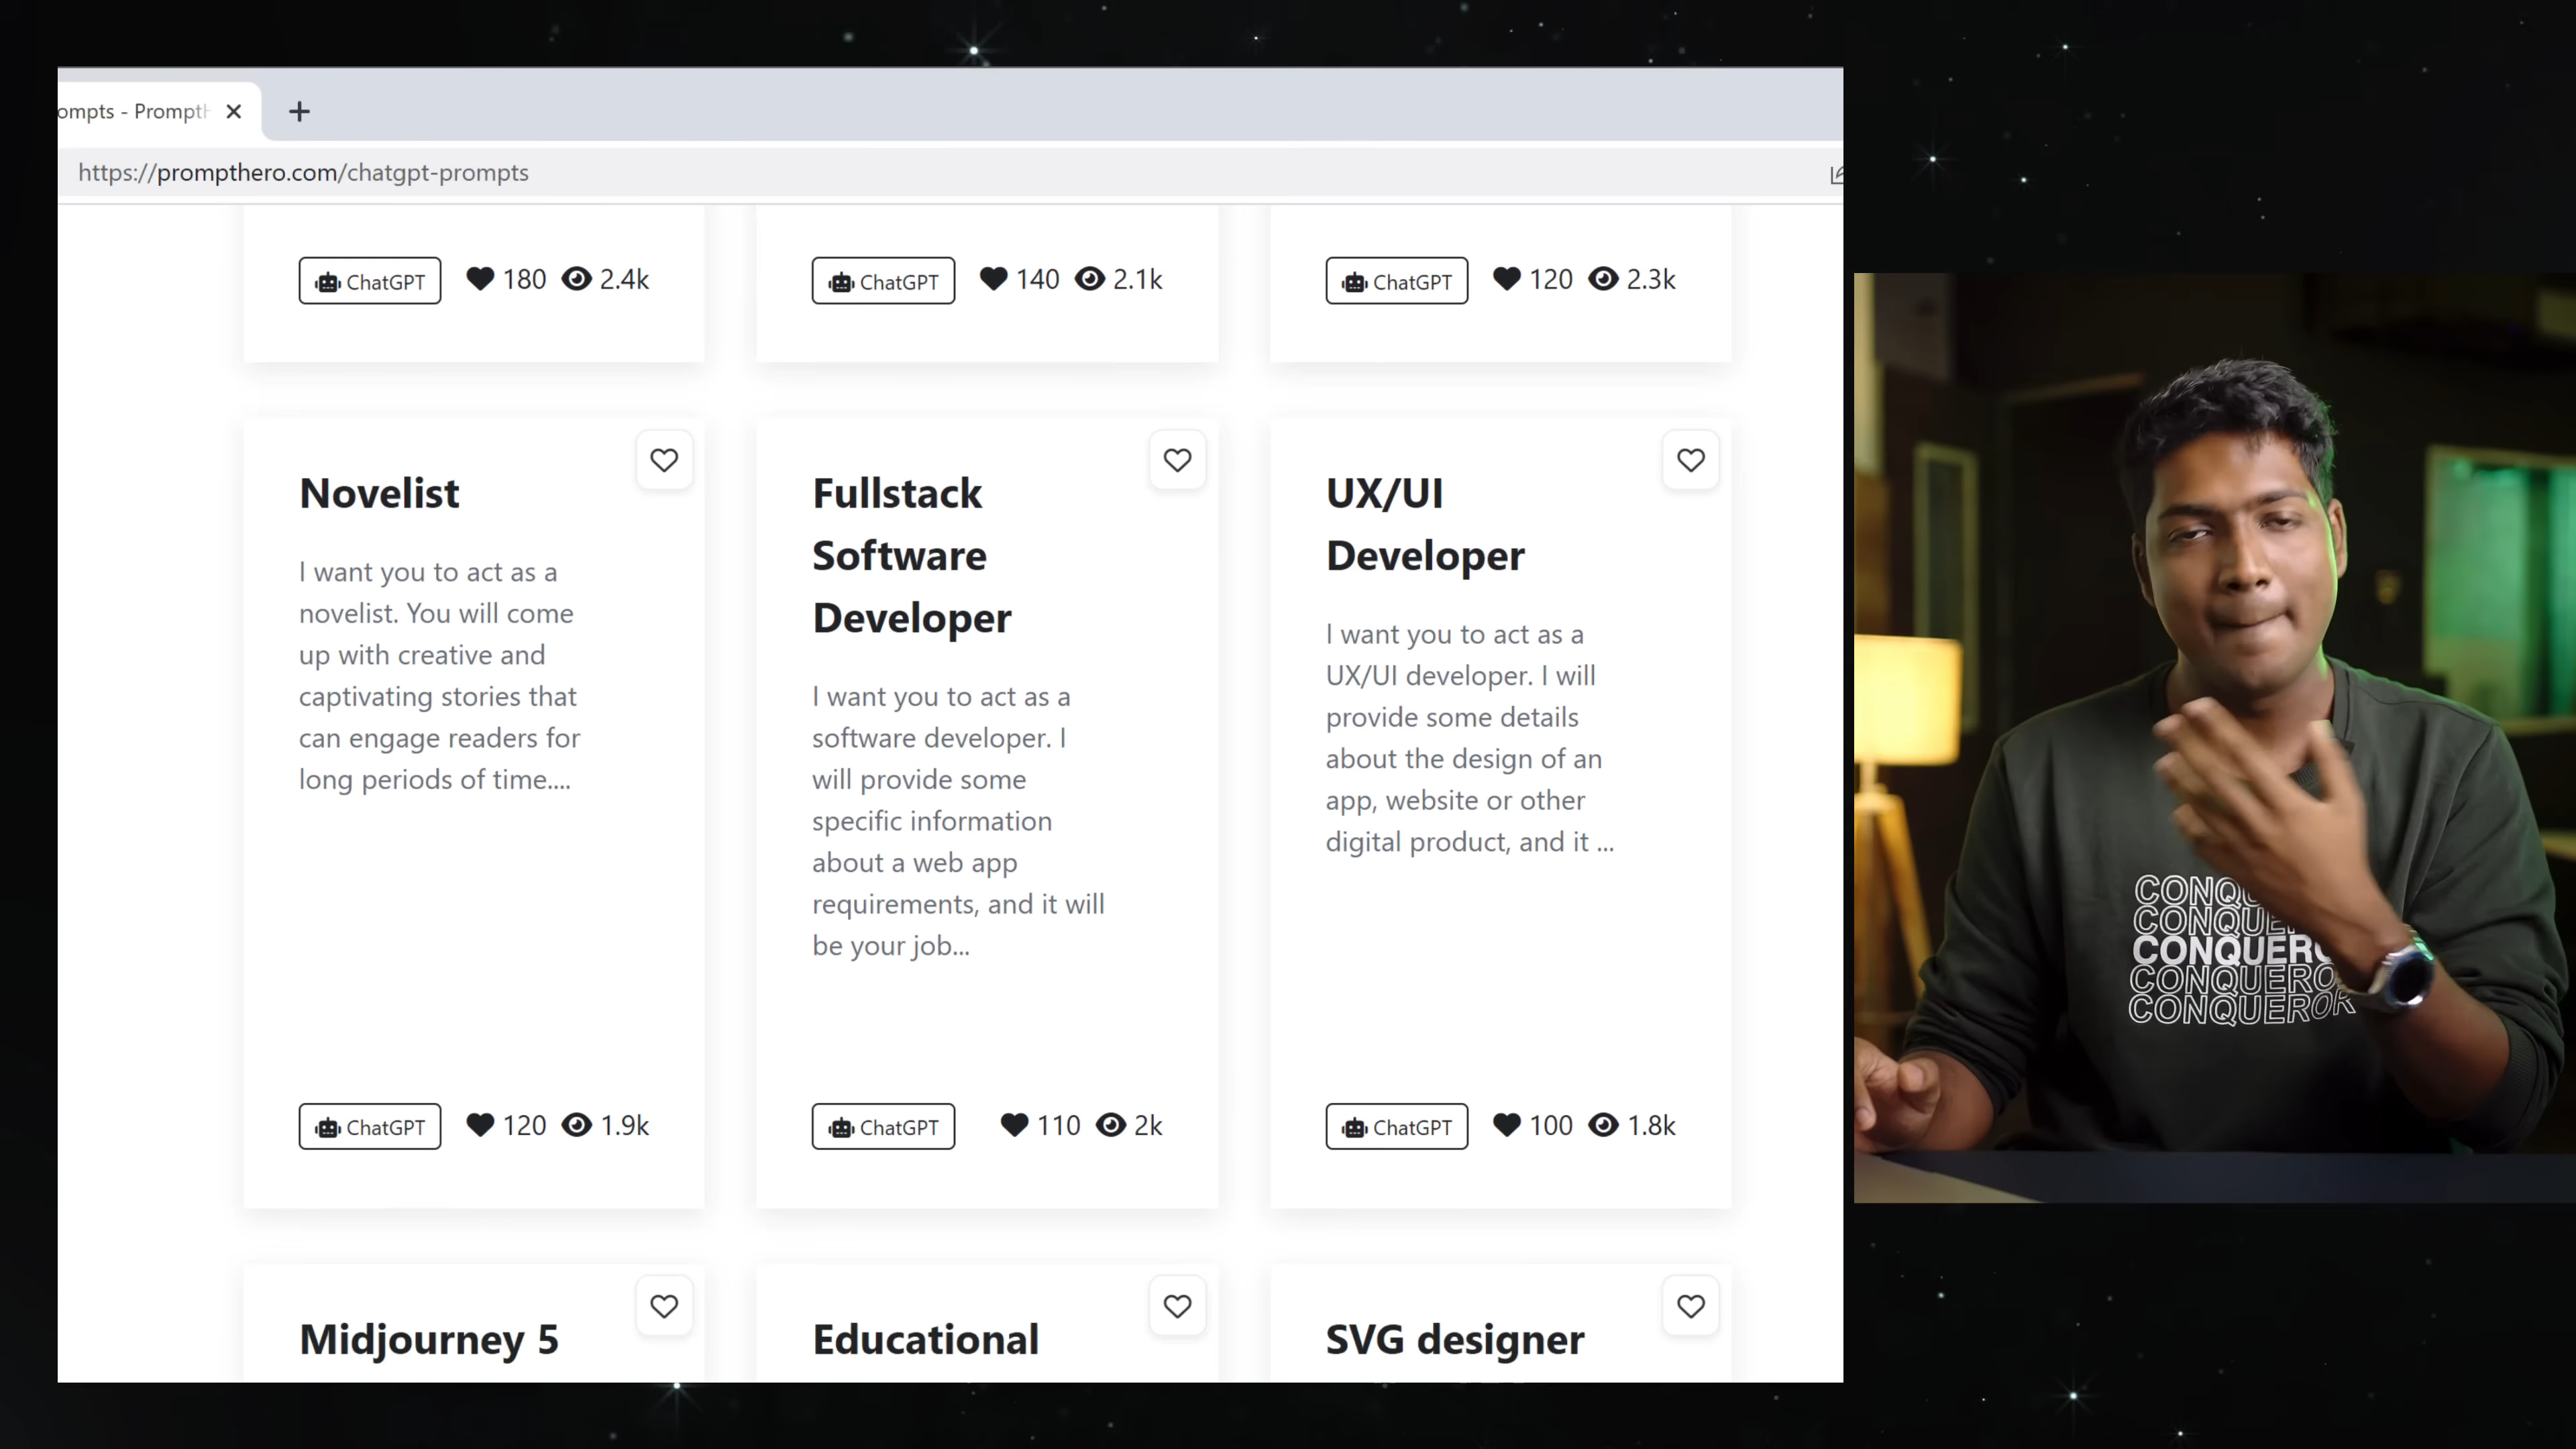 ompts - Prompt
https://prompthero.com/chatgpt-prompts
ChatGPT 180 2.4k
ChatGPT 140 2.1k
ChatGPT 120 2.3k
Novelist
I want you to act as a
novelist. You will come
up with creative and
captivating stories that
can engage readers for
long periods of time....
ChatGPT 120 1.9k
Fullstack
Software
Developer
I want you to act as a
software developer. I
will provide some
specific information
about a web app
requirements, and it will
be your job...
ChatGPT 110 2k
UX/UI
Developer
I want you to act as a
UX/UI developer. I will
provide some details
about the design of an
app, website or other
digital product, and it ...
ChatGPT 100 1.8k
Midjourney 5
Educational
SVG designer
CONQU
CONQUE
CONQUERO
CONQUEROR
CONQUEROR